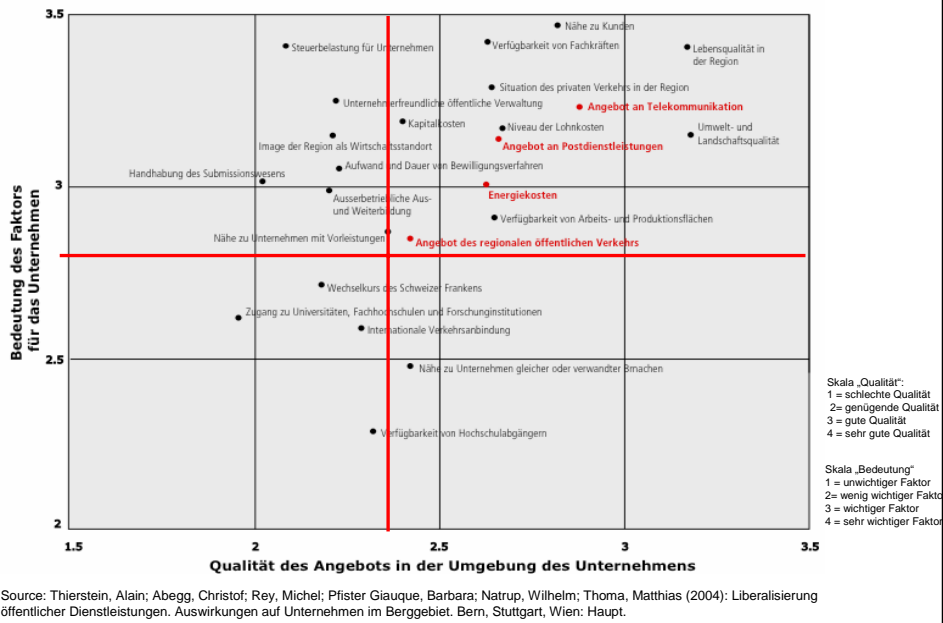 3.5
Nähe zu Kunden
Steuerbelastung für Unternehmen
Verfügbarkeit von Fachkräften
Lebensqualität in
der Region
Situation des privaten Verkehrs in der Region
Unternehmerfreundliche öffentliche Verwaltung
Angebot an Telekommunikation
Kapitalkosten
Niveau der Lohnkosten
Umwelt- und
Landschaftsqualität
Image der Region als Wirtschaftsstandort
Angebot an Postdienstleistungen
Aufwand und Dauer von Bewilligungsverfahren
Handhabung des Submissionswesens
3
Ausserbetriebliche Aus-
und Weiterbildung
Energiekosten
Verfügbarkeit von Arbeits- und Produktionsflächen
Nähe zu Unternehmen mit Vorleistungen
Angebot des regionalen öffentlichen Verkehrs
Bedeutung des Faktors
für das Unternehmen
Wechselkurs des Schweizer Frankens
Zugang zu Universitäten, Fachhochschulen und Forschunginstitutionen
Internationale Verkehrsanbindung
2.5
Nähe zu Unternehmen gleicher oder verwandter Bmachen
Verfügbarkeit von Hochschulabgängern
2
1.5 2 2.5 3 3.5
Qualität des Angebots in der Umgebung des Unternehmens
Skala „Qualität“:
1 = schlechte Qualität
2= genügende Qualität
3 = gute Qualität
4 = sehr gute Qualität
Skala „Bedeutung“
1 = unwichtiger Faktor
2= wenig wichtiger Fakto
3 = wichtiger Faktor
4 = sehr wichtiger Faktor
Source: Thierstein, Alain; Abegg, Christof; Rey, Michel; Pfister Giauque, Barbara; Natrup, Wilhelm; Thoma, Matthias (2004): Liberalisierung
öffentlicher Dienstleistungen. Auswirkungen auf Unternehmen im Berggebiet. Bern, Stuttgart, Wien: Haupt.